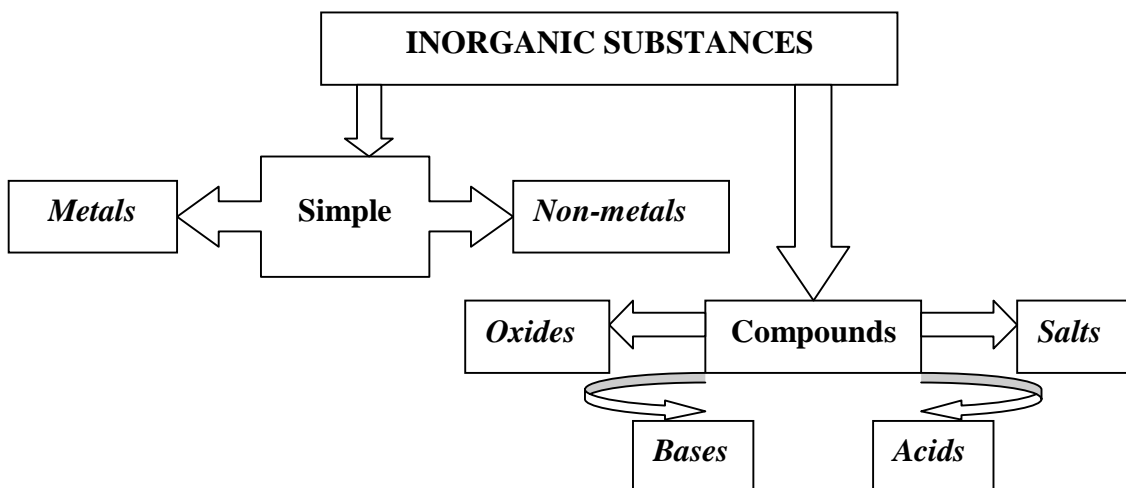 INORGANIC SUBSTANCES
Metals
Simple
Non-metals
Oxides
Compounds
Salts
Bases
Acids